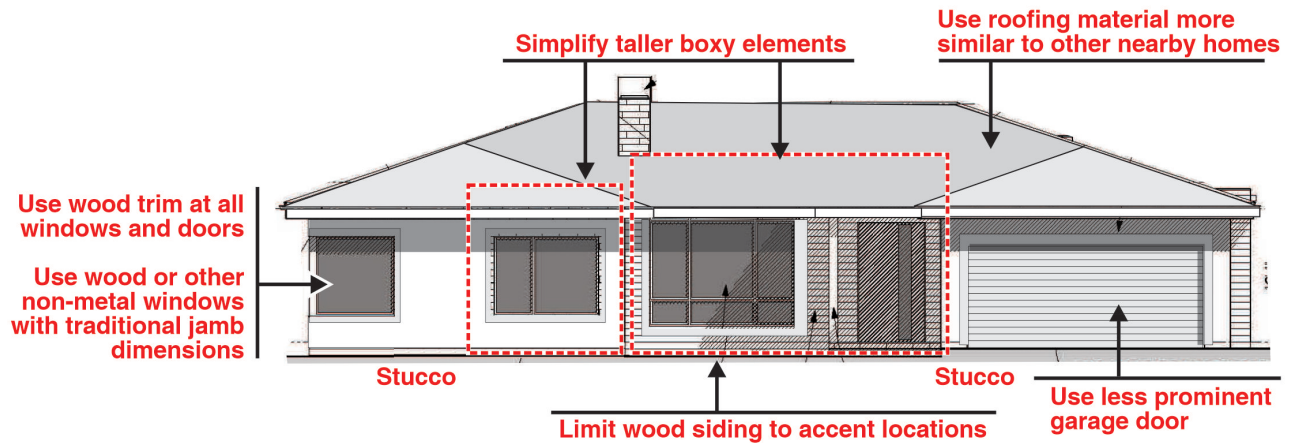 Simplify taller boxy elements
Use roofing material more
similar to other nearby homes
Use wood trim at all
windows and doors
Use wood or other
non-metal windows
with traditional jamb
dimensions
Stucco
Stucco
Limit wood siding to accent locations
Use less prominent
garage door